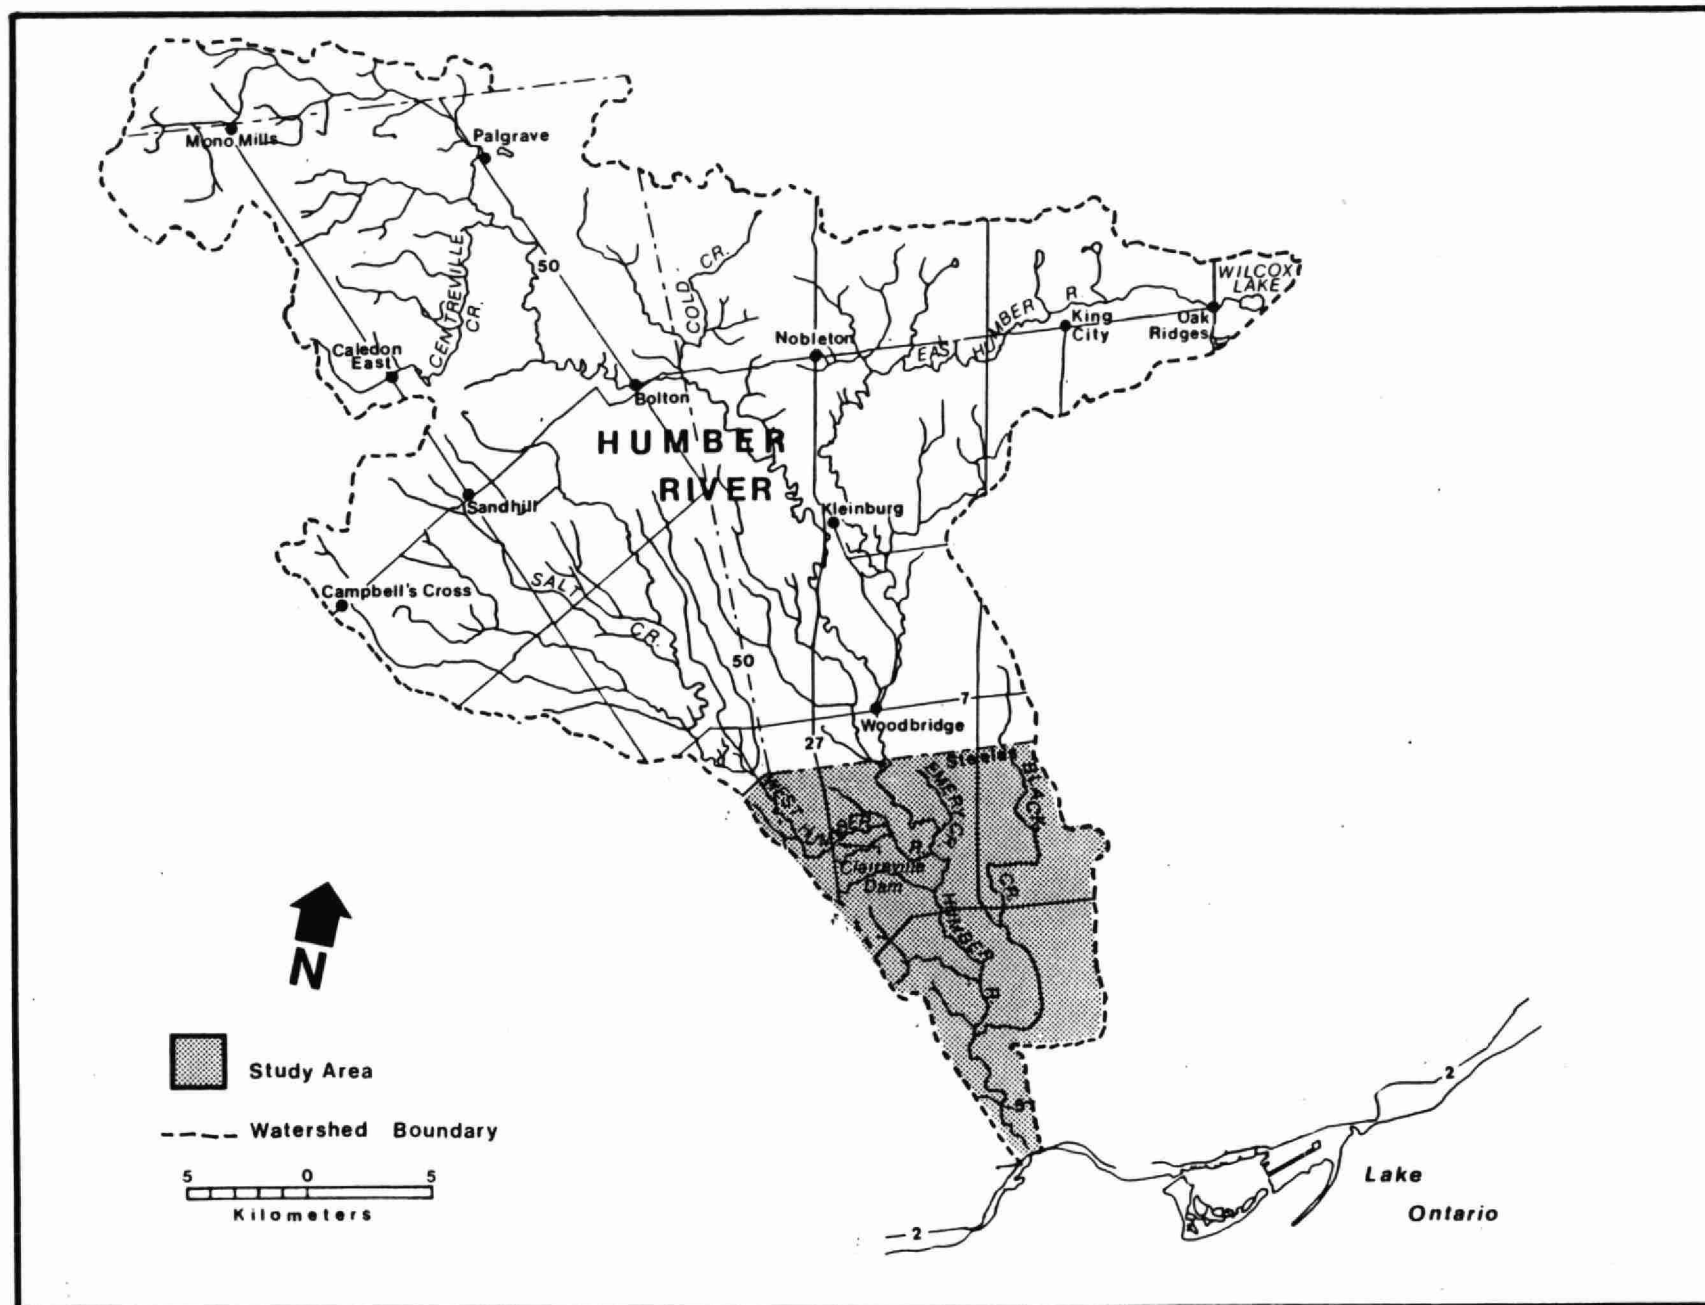 Mono Mills
Palgrave
CENTREVILLE
CR.
50
COLD CR.
WILCOX
LAKE
Oak
Ridges
King
City
EAST HUMBER R.
Nobleton
Caledon
East
Bolton
HUMBER
RIVER
Sandhill
Kleinburg
SALT CR.
Campbell's Cross
50
7
Woodbridge
27
Steeles
WEST HUMBER R.
EMERY CR.
BLACK CR.
Claireville
Dam
HUMBER R.
N
Study Area
Watershed Boundary
5 0 5
Kilometers
2
2
Lake
Ontario